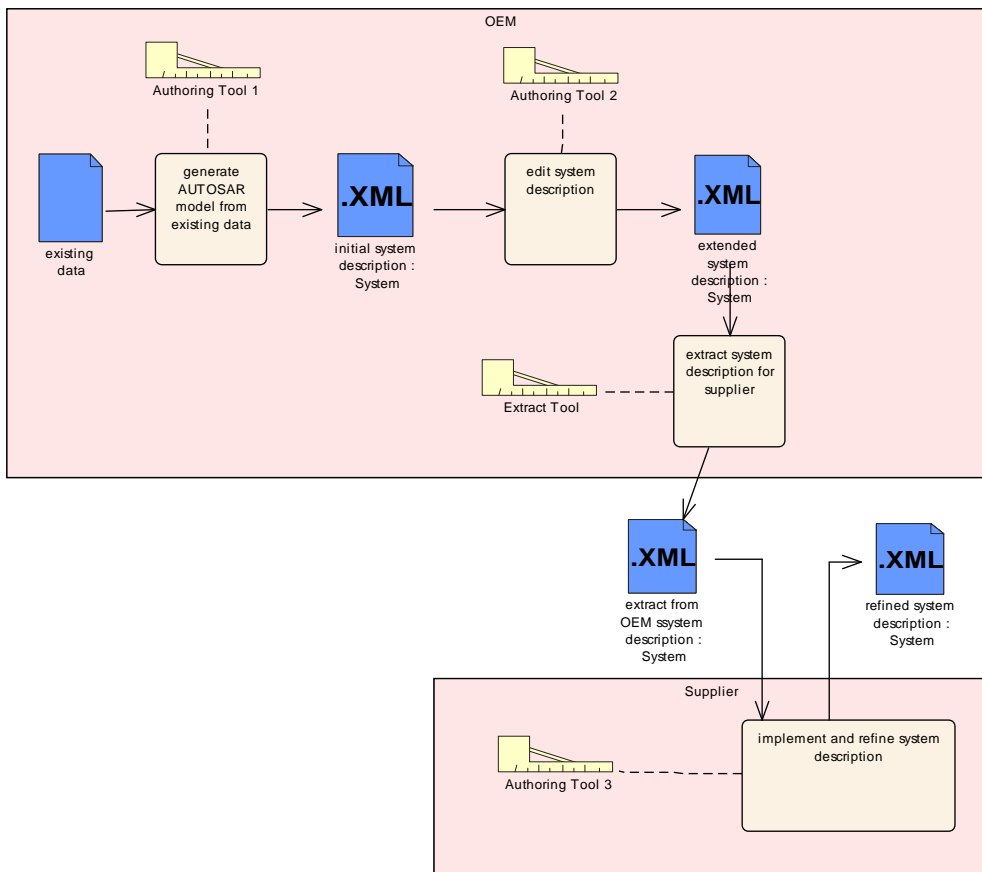 OEM
Authoring Tool 1
Authoring Tool 2
generate
AUTOSAR
model from
existing data
edit system
description
.XML
.XML
existing
data
initial system
description :
System
extended
system
description :
System
extract system
description for
supplier
Extract Tool
.XML
.XML
extract from
OEM ssystem
description :
System
refined system
description :
System
Supplier
implement and refine system
description
Authoring Tool 3